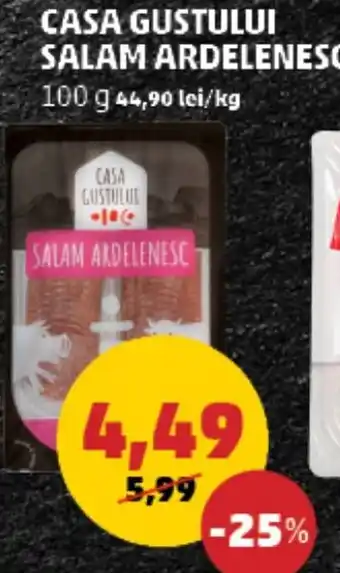 CASA GUSTULUI
SALAM ARDELENESC
100 g 44,90 lei/kg
CASA
GUSTULUI
SALAM ARDELENESC
4,49
5,99
-25%